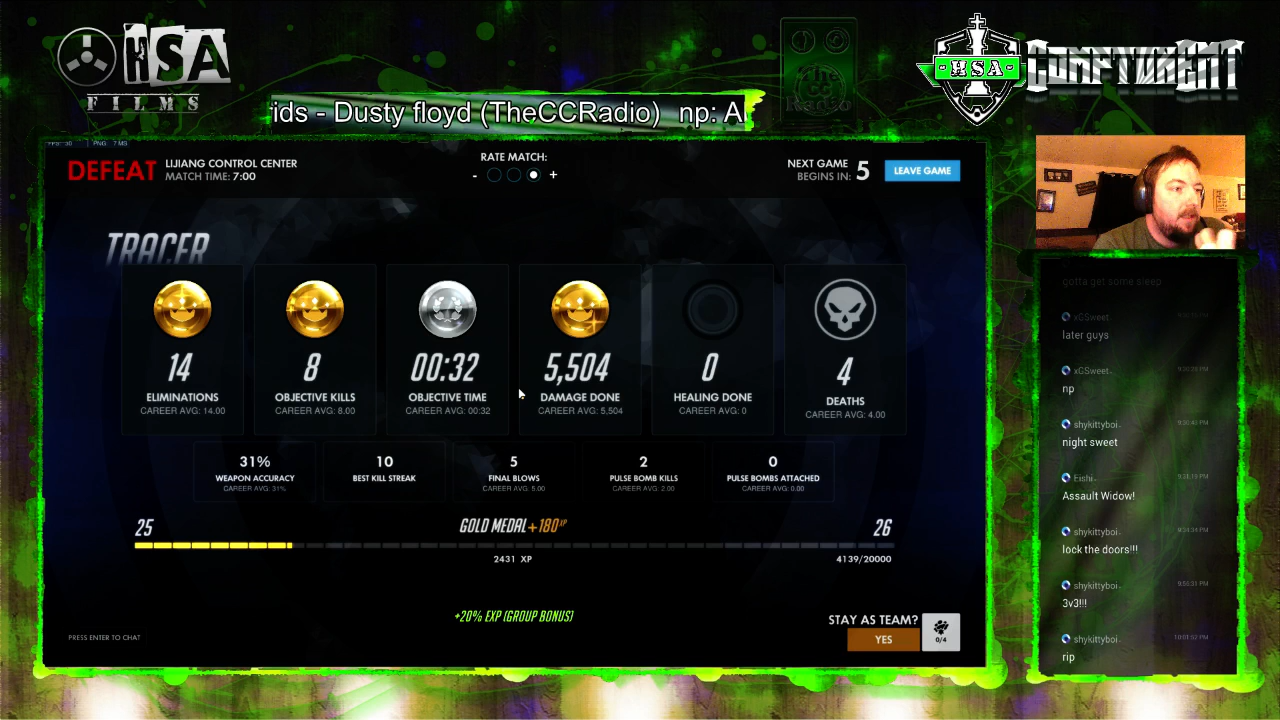 HSA
FILMS
The
CC
Radio
HSA
ids - Dusty floyd (TheCCRadio) np: A
DEFEAT
LIJIANG CONTROL CENTER
MATCH TIME: 7:00
RATE MATCH:
- +
NEXT GAME
BEGINS IN: 5
LEAVE GAME
TRACER
14
ELIMINATIONS
CAREER AVG: 14.00
8
OBJECTIVE KILLS
CAREER AVG: 8.00
00:32
OBJECTIVE TIME
CAREER AVG: 00:32
5,504
DAMAGE DONE
CAREER AVG: 5,504
0
HEALING DONE
CAREER AVG: 0
4
DEATHS
CAREER AVG: 4.00
31%
WEAPON ACCURACY
CAREER AVG: 31%
10
BEST KILL STREAK
5
FINAL BLOWS
CAREER AVG: 5.00
2
PULSE BOMB KILLS
CAREER AVG: 2.00
0
PULSE BOMBS ATTACHED
CAREER AVG: 0.00
25
GOLD MEDAL +180 XP
26
2431 XP
4139/20000
+20% EXP (GROUP BONUS)
STAY AS TEAM?
YES
0/4
PRESS ENTER TO CHAT
gotta get some sleep
xGSweet
later guys
xGSweet
np
shykittyboi
night sweet
Eishi
Assault Widow!
shykittyboi
lock the doors!!!
shykittyboi
3v3!!!
shykittyboi 10:01:02 PM
rip